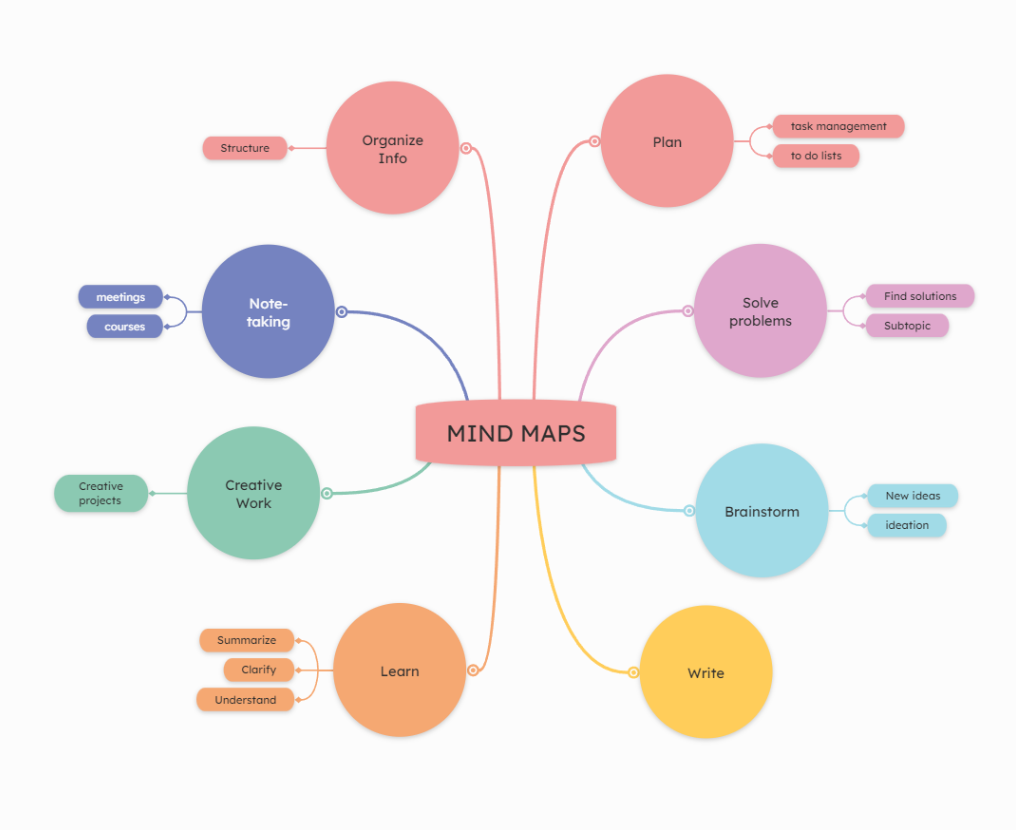 Organize
Info
Structure
Plan
task management
to do lists
Note-
taking
meetings
courses
Solve
problems
Find solutions
Subtopic
MIND MAPS
Creative
Work
Creative
projects
Brainstorm
New ideas
ideation
Learn
Summarize
Clarify
Understand
Write